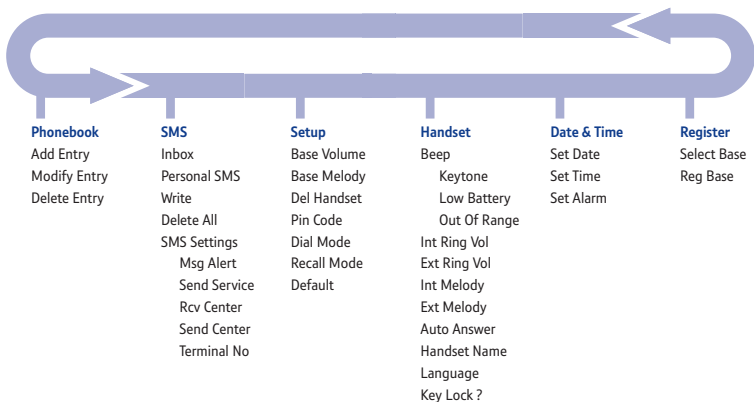 Phonebook
Add Entry
Modify Entry
Delete Entry
SMS
Inbox
Personal SMS
Write
Delete All
SMS Settings
Msg Alert
Send Service
Rcv Center
Send Center
Terminal No
Setup
Base Volume
Base Melody
Del Handset
Pin Code
Dial Mode
Recall Mode
Default
Handset
Beep
Keytone
Low Battery
Out Of Range
Int Ring Vol
Ext Ring Vol
Int Melody
Ext Melody
Auto Answer
Handset Name
Language
Key Lock ?
Date & Time
Set Date
Set Time
Set Alarm
Register
Select Base
Reg Base